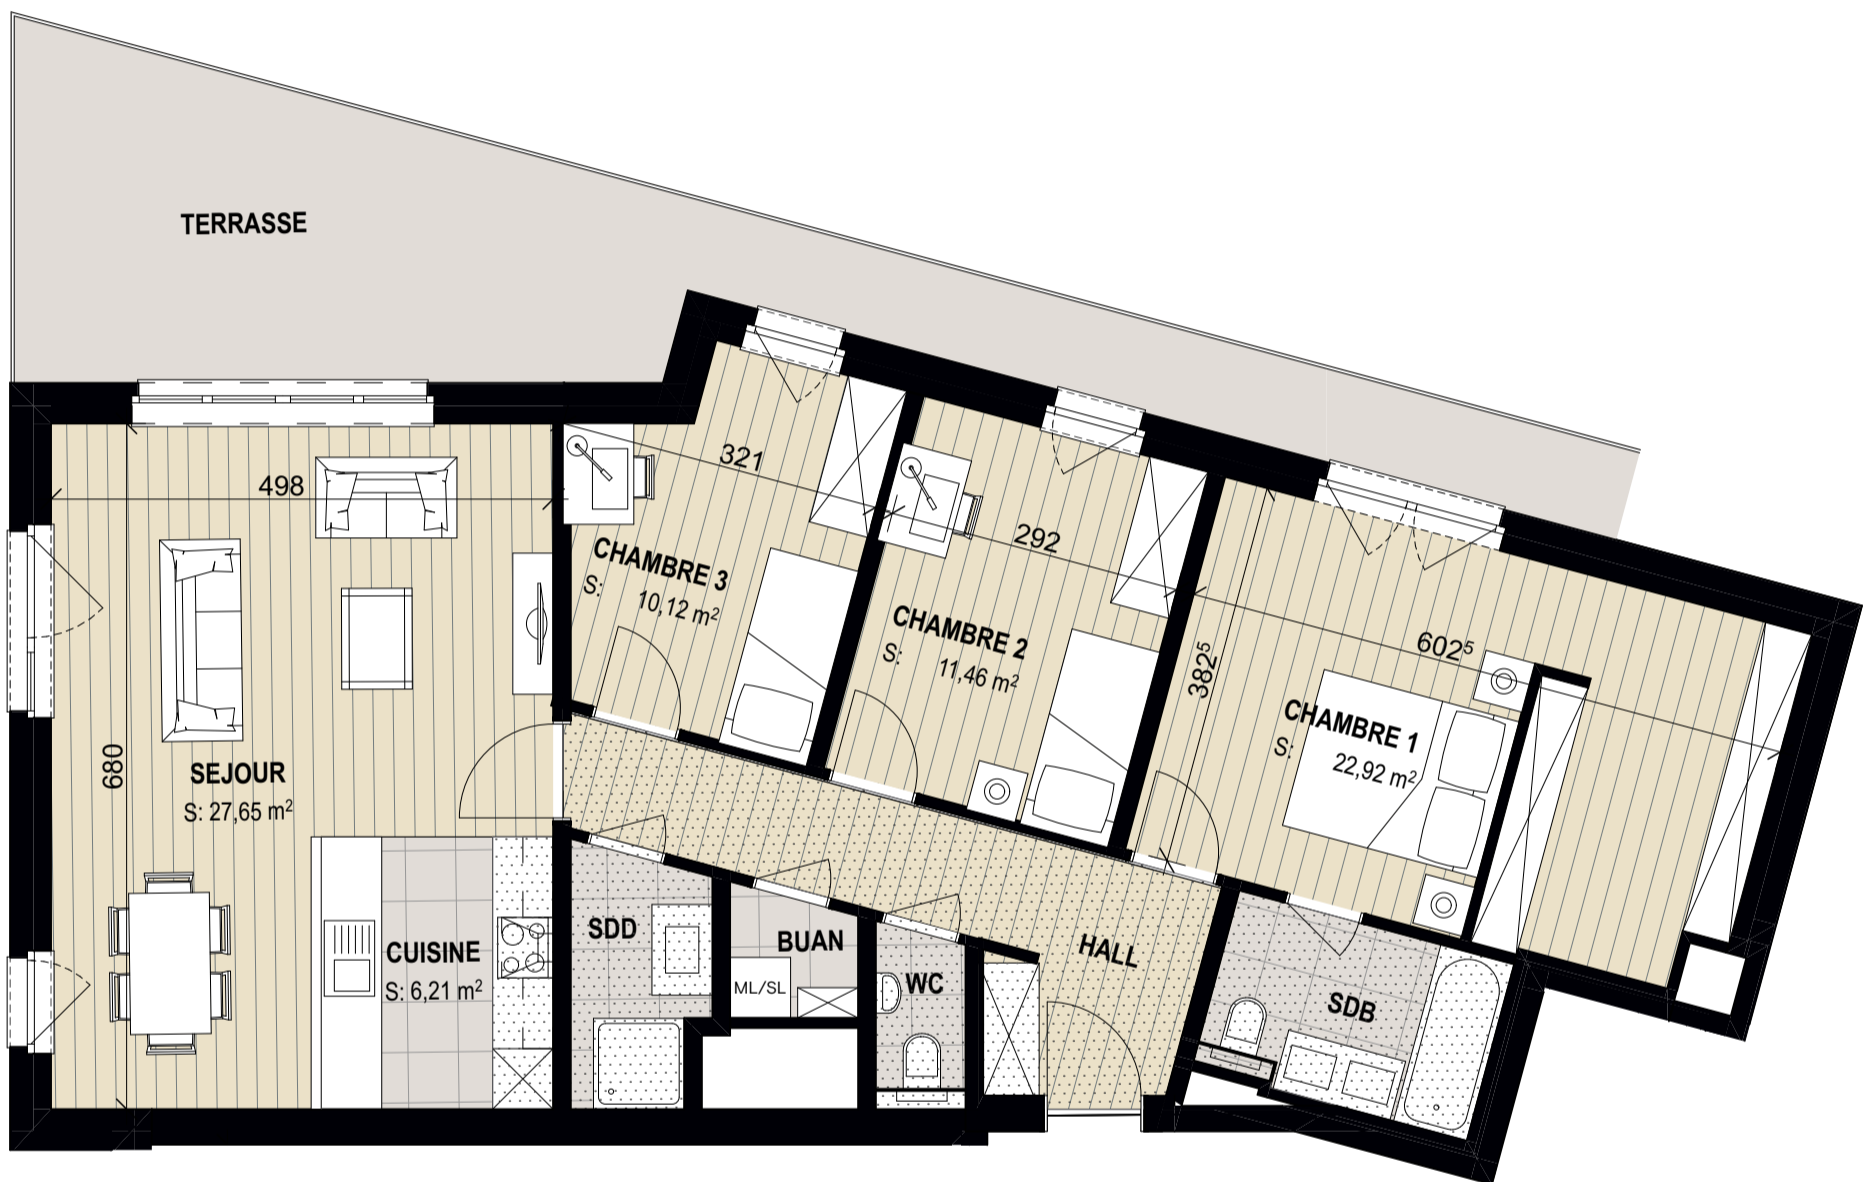 TERRASSE
498
321
292
602⁵
382⁵
680
CHAMBRE 3
S: 10,12 m²
CHAMBRE 2
S: 11,46 m²
CHAMBRE 1
S: 22,92 m²
SEJOUR
S: 27,65 m²
CUISINE
S: 6,21 m²
SDD
BUAN
ML/SL
WC
HALL
SDB